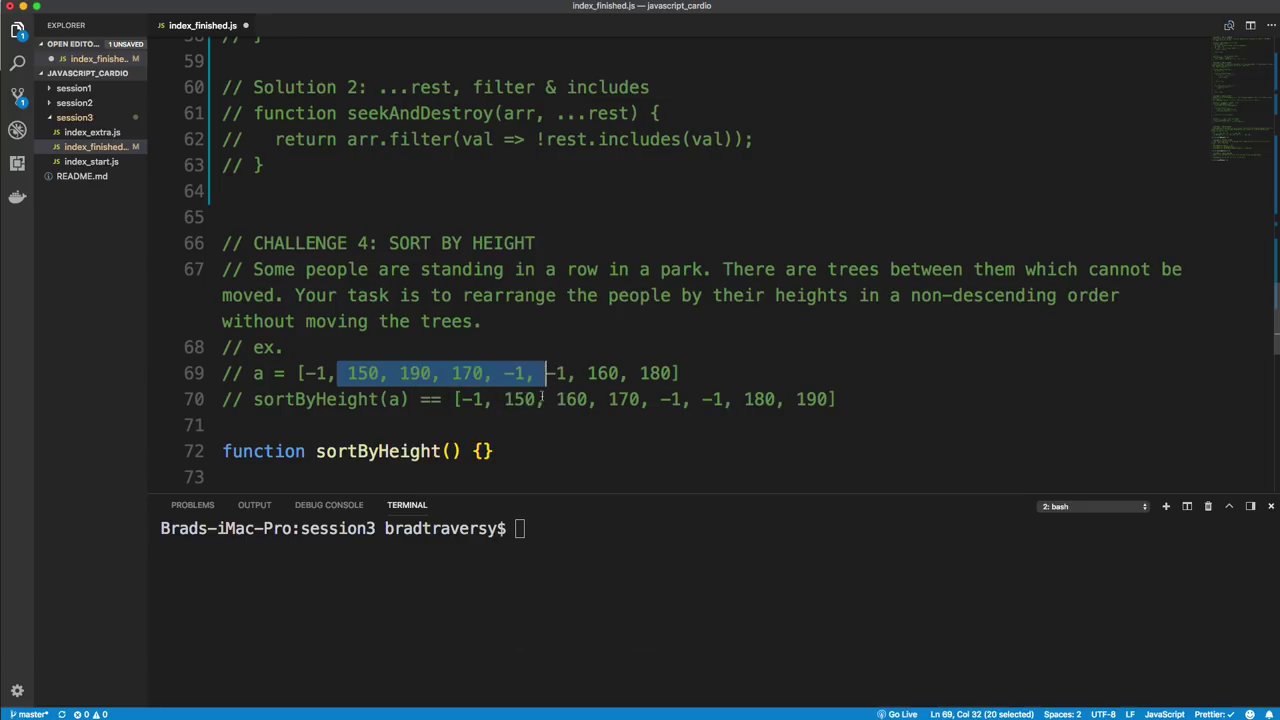 index_finished.js — javascript_cardio
EXPLORER
index_finished.js
OPEN EDITO... 1 UNSAVED
index_finished.. M
JAVASCRIPT_CARDIO
session1
session2
session3
index_extra.js
index_finished... M
index_start.js
README.md
1
1
58 // }
59
60 // Solution 2: ...rest, filter & includes
61 // function seekAndDestroy(arr, ...rest) {
62 //   return arr.filter(val => !rest.includes(val));
63 // }
64
65
66 // CHALLENGE 4: SORT BY HEIGHT
67 // Some people are standing in a row in a park. There are trees between them which cannot be
moved. Your task is to rearrange the people by their heights in a non-descending order
without moving the trees.
68 // ex.
69 // a = [-1, 150, 190, 170, -1, -1, 160, 180]
70 // sortByHeight(a) == [-1, 150, 160, 170, -1, -1, 180, 190]
71
72 function sortByHeight() {}
73
PROBLEMS OUTPUT DEBUG CONSOLE TERMINAL 2: bash
Brads-iMac-Pro:session3 bradtraversy$
master* 0 0 Go Live Ln 69, Col 32 (20 selected) Spaces: 2 UTF-8 LF JavaScript Prettier: ✓